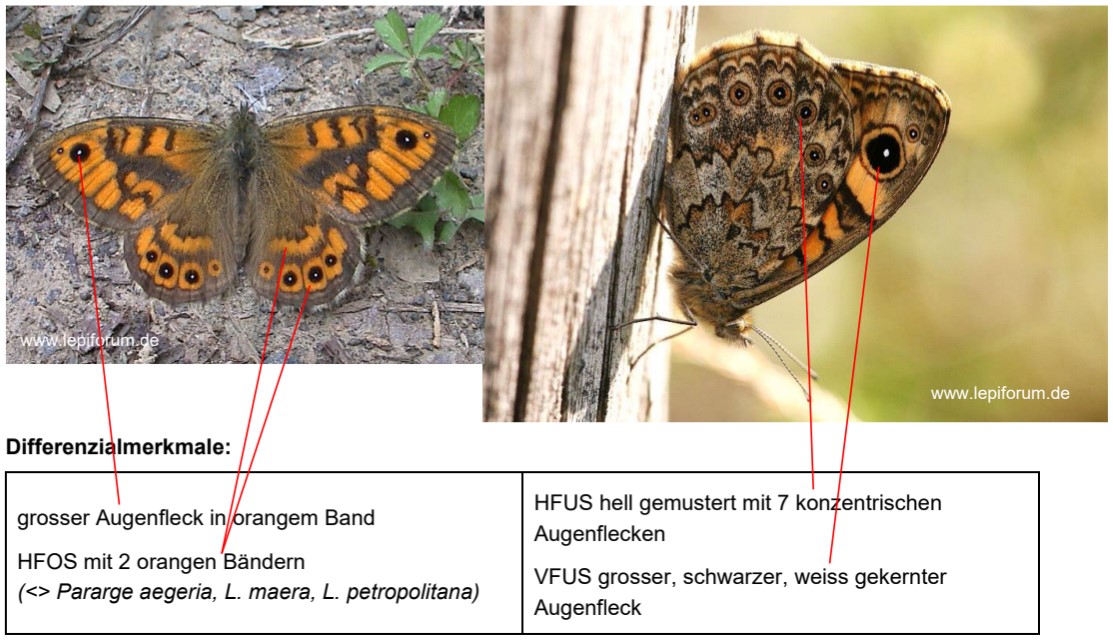 www.lepiforum.de
www.lepiforum.de
Differenzialmerkmale:
grosser Augenfleck in orangem Band
HFOS mit 2 orangen Bändern
(<> Pararge aegeria, L. maera, L. petropolitana)
HFUS hell gemustert mit 7 konzentrischen
Augenflecken
VFUS grosser, schwarzer, weiss gekernter
Augenfleck